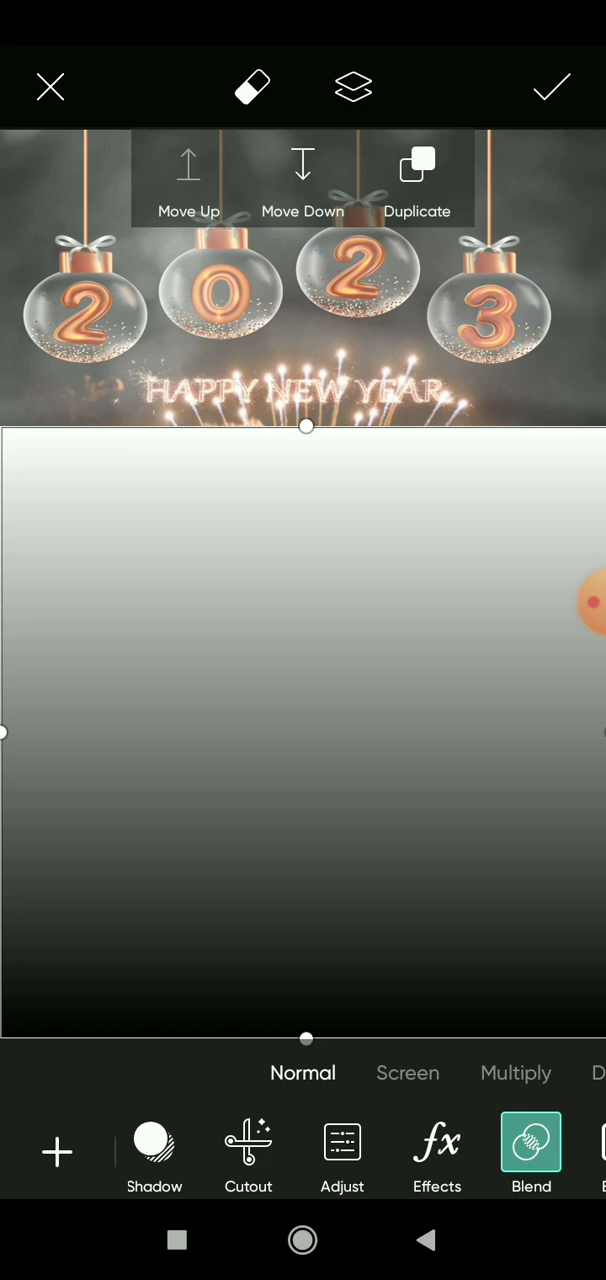 Move Up
Move Down
Duplicate
2
0
2
3
HAPPY NEW YEAR
Normal
Screen
Multiply
D
Shadow
Cutout
Adjust
fx
Effects
Blend